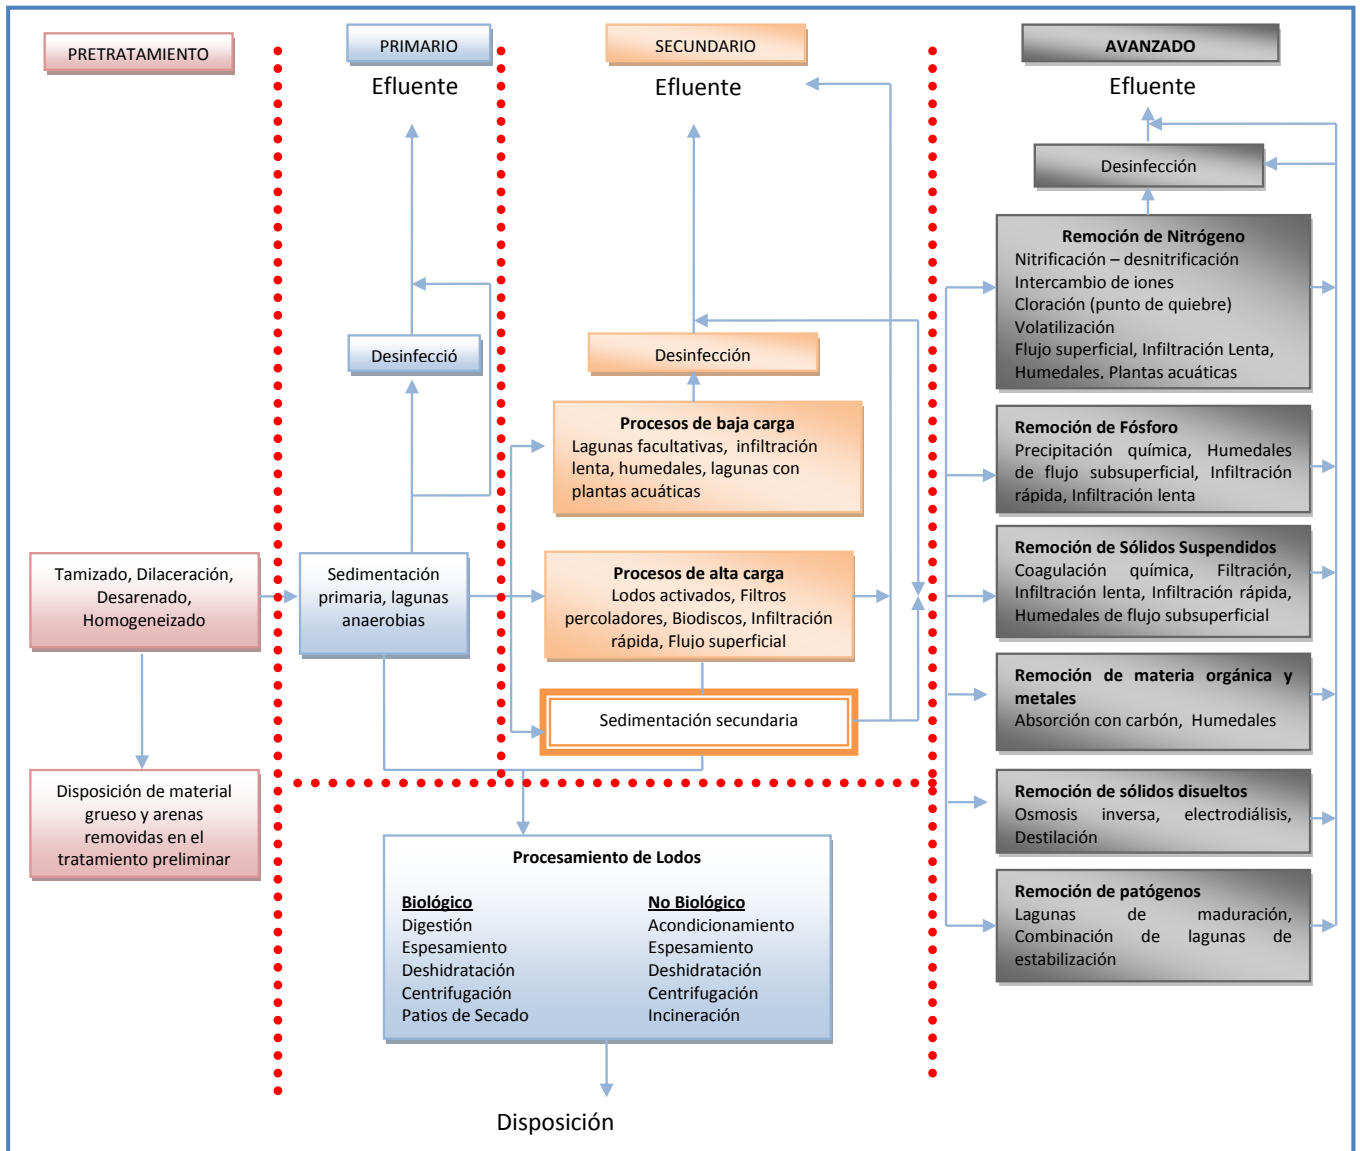 PRETRATAMIENTO
Tamizado, Dilaceración,
Desarenado,
Homogeneizado
Disposición de material
grueso y arenas
removidas en el
tratamiento preliminar
PRIMARIO
Efluente
Desinfecció
Sedimentación
primaria, lagunas
anaerobias
SECUNDARIO
Efluente
Desinfección
Procesos de baja carga
Lagunas facultativas, infiltración
lenta, humedales, lagunas con
plantas acuáticas
Procesos de alta carga
Lodos activados, Filtros
percoladores, Biodiscos, Infiltración
rápida, Flujo superficial
Sedimentación secundaria
Procesamiento de Lodos
Biológico
Digestión
Espesamiento
Deshidratación
Centrifugación
Patios de Secado
No Biológico
Acondicionamiento
Espesamiento
Deshidratación
Centrifugación
Incineración
Disposición
AVANZADO
Efluente
Desinfección
Remoción de Nitrógeno
Nitrificación – desnitrificación
Intercambio de iones
Cloración (punto de quiebre)
Volatilización
Flujo superficial, Infiltración Lenta,
Humedales, Plantas acuáticas
Remoción de Fósforo
Precipitación química, Humedales
de flujo subsuperficial, Infiltración
rápida, Infiltración lenta
Remoción de Sólidos Suspendidos
Coagulación química, Filtración,
Infiltración lenta, Infiltración rápida,
Humedales de flujo subsuperficial
Remoción de materia orgánica y
metales
Absorción con carbón, Humedales
Remoción de sólidos disueltos
Osmosis inversa, electrodiálisis,
Destilación
Remoción de patógenos
Lagunas de maduración,
Combinación de lagunas de
estabilización